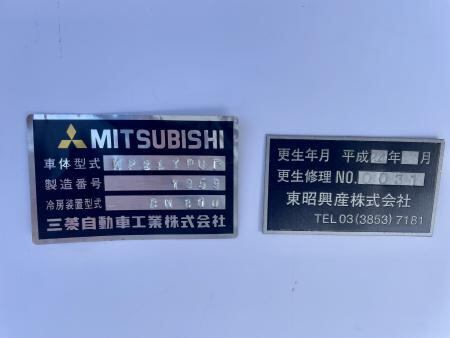 MITSUBISHI
車体型式
製造番号
冷房装置型式
三菱自動車工業株式会社
更生年月 平成 年 月
更生修理 NO. 0031
東昭興産株式会社
TEL 03(3853)7181